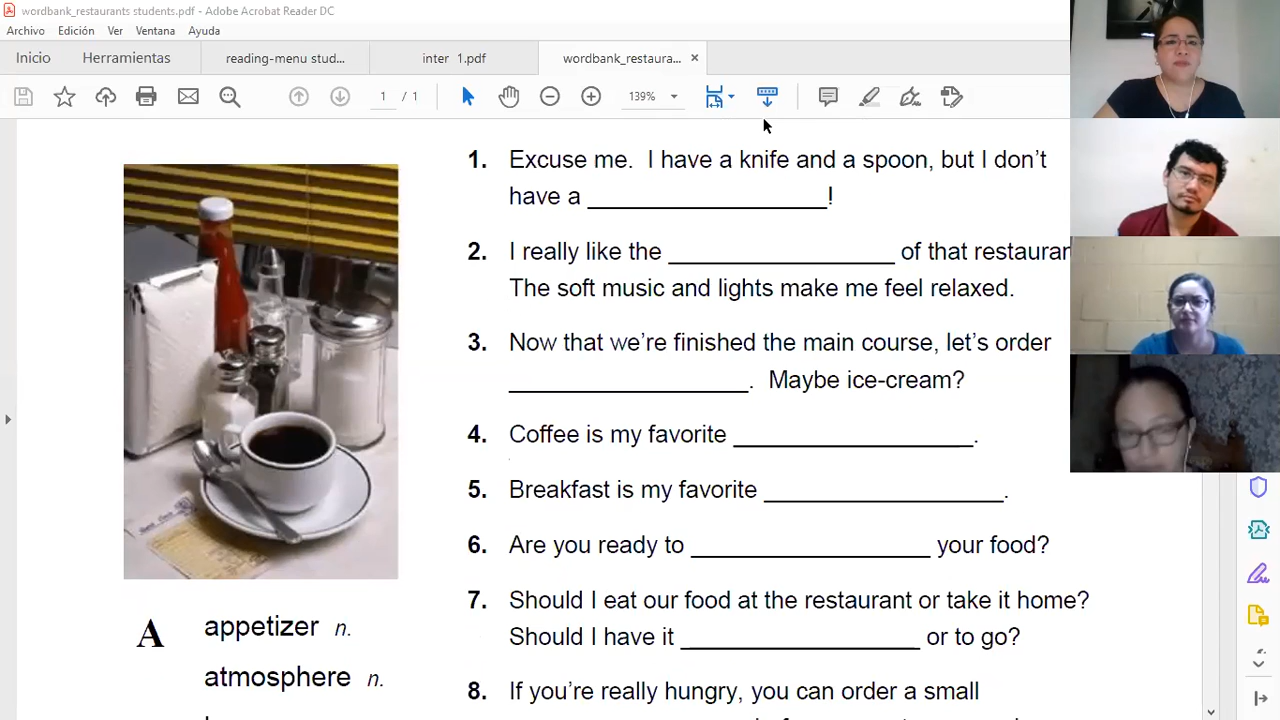 wordbank_restaurants students.pdf - Adobe Acrobat Reader DC
Archivo Edición Ver Ventana Ayuda
Inicio Herramientas reading-menu stud... inter 1.pdf wordbank_restaura... ×
1 / 1 139%
1. Excuse me. I have a knife and a spoon, but I don't
have a __________________!
2. I really like the _________________ of that restauran
The soft music and lights make me feel relaxed.
3. Now that we're finished the main course, let's order
__________________. Maybe ice-cream?
4. Coffee is my favorite __________________.
5. Breakfast is my favorite __________________.
6. Are you ready to __________________ your food?
7. Should I eat our food at the restaurant or take it home?
Should I have it __________________ or to go?
8. If you're really hungry, you can order a small
A appetizer n.
atmosphere n.